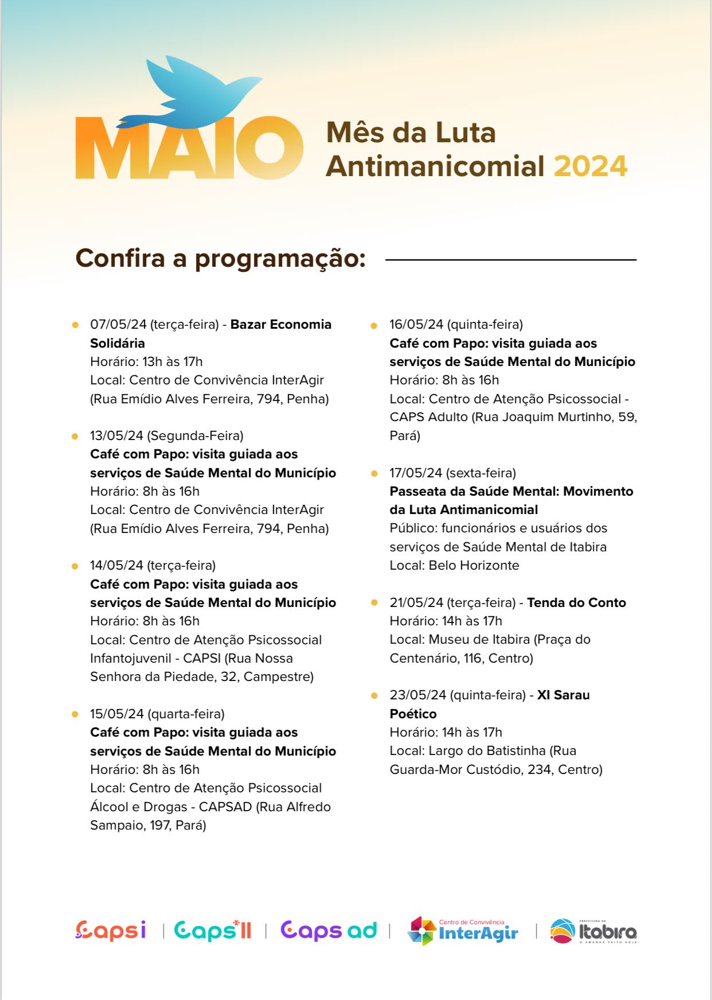 MAIO
Mês da Luta
Antimanicomial 2024
Confira a programação:
07/05/24 (terça-feira) - Bazar Economia
Solidária
Horário: 13h às 17h
Local: Centro de Convivência InterAgir
(Rua Emídio Alves Ferreira, 794, Penha)
13/05/24 (Segunda-Feira)
Café com Papo: visita guiada aos
serviços de Saúde Mental do Município
Horário: 8h às 16h
Local: Centro de Convivência InterAgir
(Rua Emídio Alves Ferreira, 794, Penha)
14/05/24 (terça-feira)
Café com Papo: visita guiada aos
serviços de Saúde Mental do Município
Horário: 8h às 16h
Local: Centro de Atenção Psicossocial
Infantojuvenil - CAPSI (Rua Nossa
Senhora da Piedade, 32, Campestre)
15/05/24 (quarta-feira)
Café com Papo: visita guiada aos
serviços de Saúde Mental do Município
Horário: 8h às 16h
Local: Centro de Atenção Psicossocial
Álcool e Drogas - CAPSAD (Rua Alfredo
Sampaio, 197, Pará)
16/05/24 (quinta-feira)
Café com Papo: visita guiada aos
serviços de Saúde Mental do Município
Horário: 8h às 16h
Local: Centro de Atenção Psicossocial -
CAPS Adulto (Rua Joaquim Murtinho, 59,
Pará)
17/05/24 (sexta-feira)
Passeata da Saúde Mental: Movimento
da Luta Antimanicomial
Público: funcionários e usuários dos
serviços de Saúde Mental de Itabira
Local: Belo Horizonte
21/05/24 (terça-feira) - Tenda do Conto
Horário: 14h às 17h
Local: Museu de Itabira (Praça do
Centenário, 116, Centro)
23/05/24 (quinta-feira) - XI Sarau
Poético
Horário: 14h às 17h
Local: Largo do Batistinha (Rua
Guarda-Mor Custódio, 234, Centro)
Capsi
Caps II
Caps ad
Centro de Convivência
InterAgir
PREFEITURA DE
Itabira
O AMANHÃ FEITO HOJE